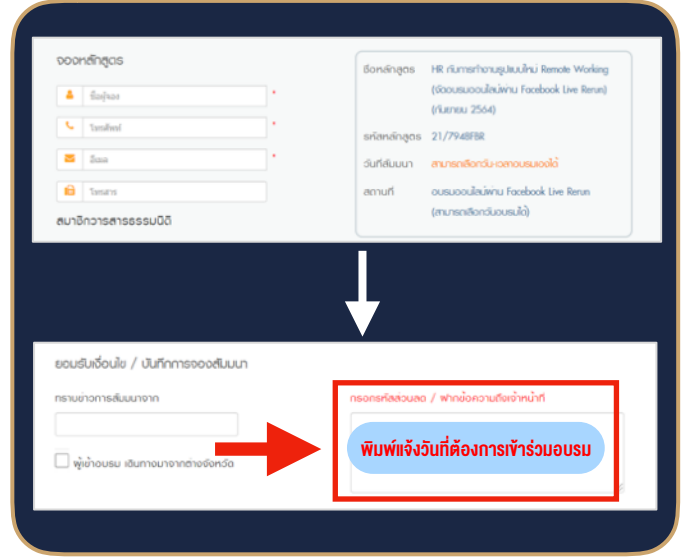 จองหลักสูตร
ชื่อผู้จอง *
โทรศัพท์ *
อีเมล *
โทรสาร
สมาชิกวารสารธรรมนิติ
ชื่อหลักสูตร HR กับการทำงานรูปแบบใหม่ Remote Working
(จัดอบรมออนไลน์ผ่าน Facebook Live Rerun)
(กันยายน 2564)
รหัสหลักสูตร 21/7948FBR
วันที่สัมมนา สามารถเลือกวัน-เวลาอบรมเองได้
สถานที่ อบรมออนไลน์ผ่าน Facebook Live Rerun
(สามารถเลือกวันอบรมได้)
ยอมรับเงื่อนไข / บันทึกการจองสัมมนา
ทราบข่าวการสัมมนาจาก
ผู้เข้าอบรม เดินทางมาจากต่างจังหวัด
กรอกรหัสส่วนลด / ฝากข้อความถึงเจ้าหน้าที่
พิมพ์แจ้งวันที่ต้องการเข้าร่วมอบรม